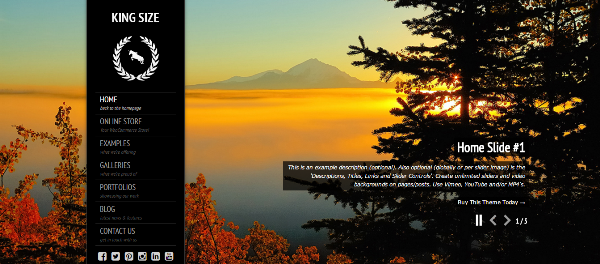 KING SIZE
HOME
back to the homepage
ONLINE STORE
EXAMPLES
what we're offering
GALLERIES
what we're proud of
PORTFOLIOS
showcasing our work
BLOG
latest news & features
CONTACT US
get in touch with us
Home Slide #1
This is an example description (optional). Also optional (globally or per slider image) is the
'Descriptions, Titles, Links and Slider Controls'. Create unlimited sliders and video
backgrounds on pages/posts. Use Vimeo, YouTube and/or MP4's.
Buy This Theme Today →
1/3